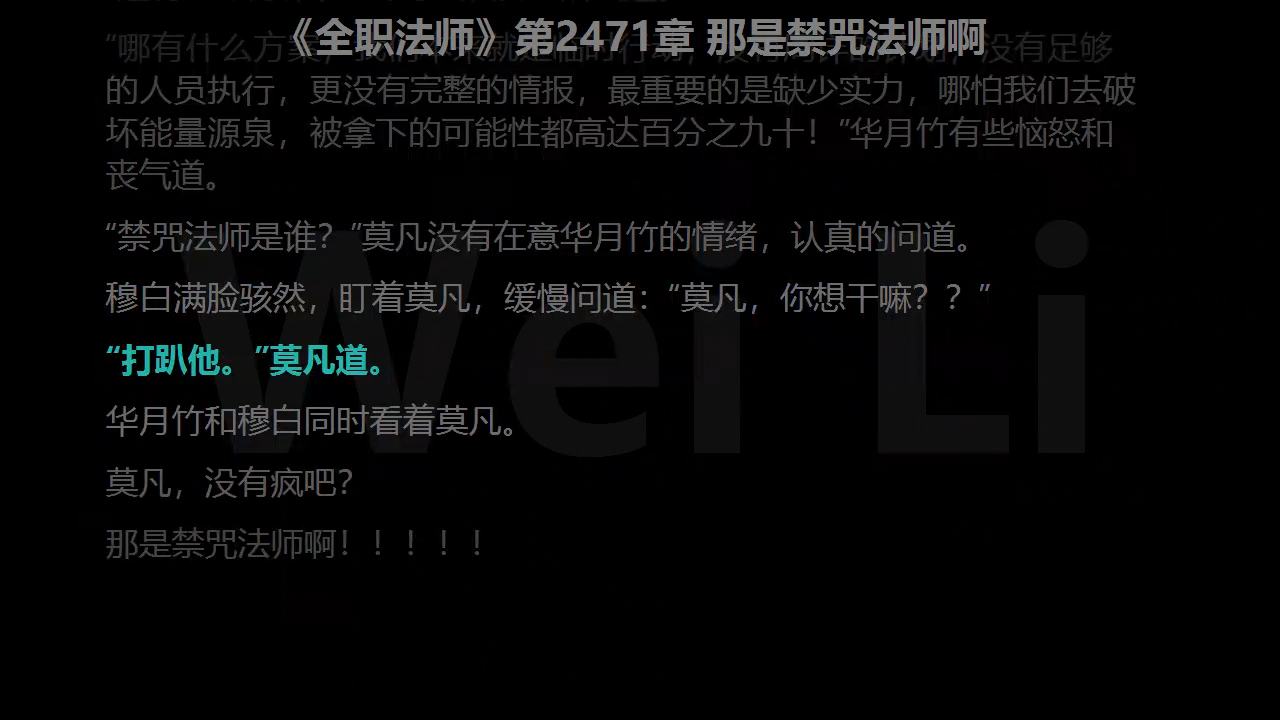 《全职法师》第2471章 那是禁咒法师啊
“哪有什么方案，我们本来就是临时行动，没有周详的计划，没有足够
的人员执行，更没有完整的情报，最重要的是缺少实力，哪怕我们去破
坏能量源泉，被拿下的可能性都高达百分之九十！”华月竹有些恼怒和
丧气道。
“禁咒法师是谁？”莫凡没有在意华月竹的情绪，认真的问道。
穆白满脸骇然，盯着莫凡，缓慢问道：“莫凡，你想干嘛？？”
“打趴他。”莫凡道。
华月竹和穆白同时看着莫凡。
莫凡，没有疯吧？
那是禁咒法师啊！！！！！
Wei Li